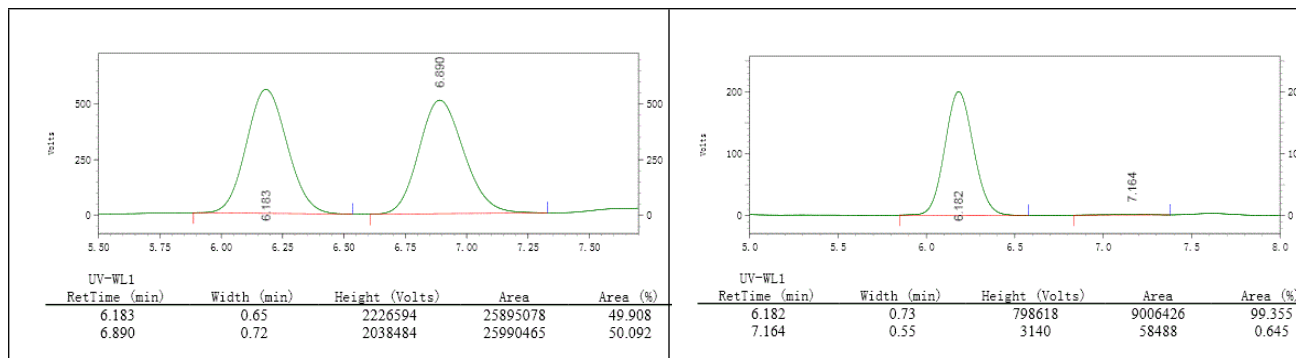 6.890
500
500
250
250
Volts
0
0
6.183
5.50 5.75 6.00 6.25 6.50 6.75 7.00 7.25 7.50
UV-WL1
RetTime (min) Width (min) Height (Volts) Area Area (%)
6.183 0.65 2226594 25895078 49.908
6.890 0.72 2038484 25990465 50.092
200
20
100
10
Volts
0
0
6.182
7.164
5.0 5.5 6.0 6.5 7.0 7.5 8.0
UV-WL1
RetTime (min) Width (min) Height (Volts) Area Area (%)
6.182 0.73 798618 9006426 99.355
7.164 0.55 3140 58488 0.645